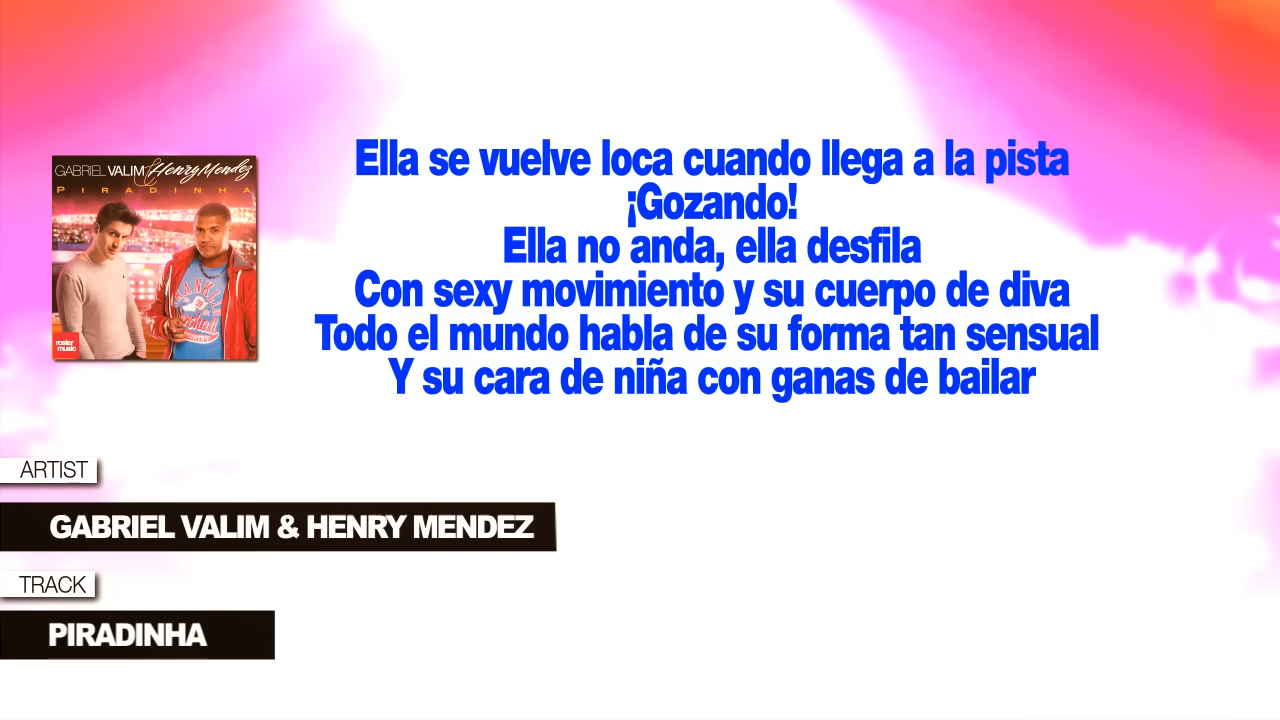 GABRIEL VALIM & Henry Mendez
PIRADINHA
roster
music
Ella se vuelve loca cuando llega a la pista
¡Gozando!
Ella no anda, ella desfila
Con sexy movimiento y su cuerpo de diva
Todo el mundo habla de su forma tan sensual
Y su cara de niña con ganas de bailar
ARTIST
GABRIEL VALIM & HENRY MENDEZ
TRACK
PIRADINHA